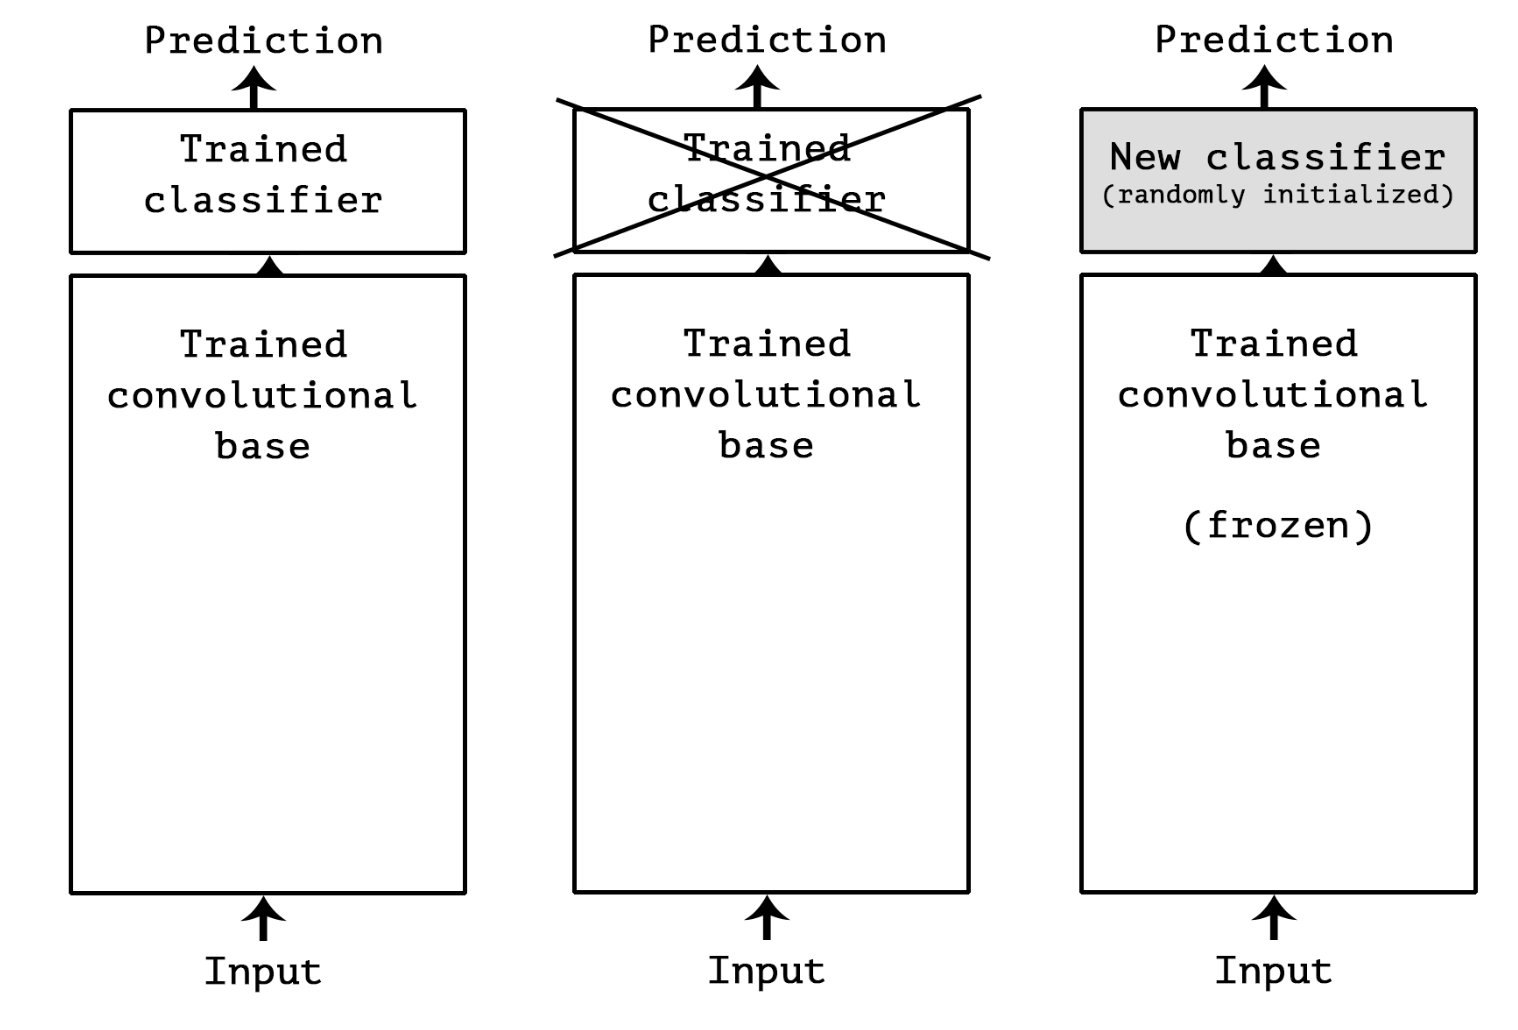 Prediction
Trained
classifier
Trained
convolutional
base
Input
Prediction
Trained
classifier
Trained
convolutional
base
Input
Prediction
New classifier
(randomly initialized)
Trained
convolutional
base
(frozen)
Input